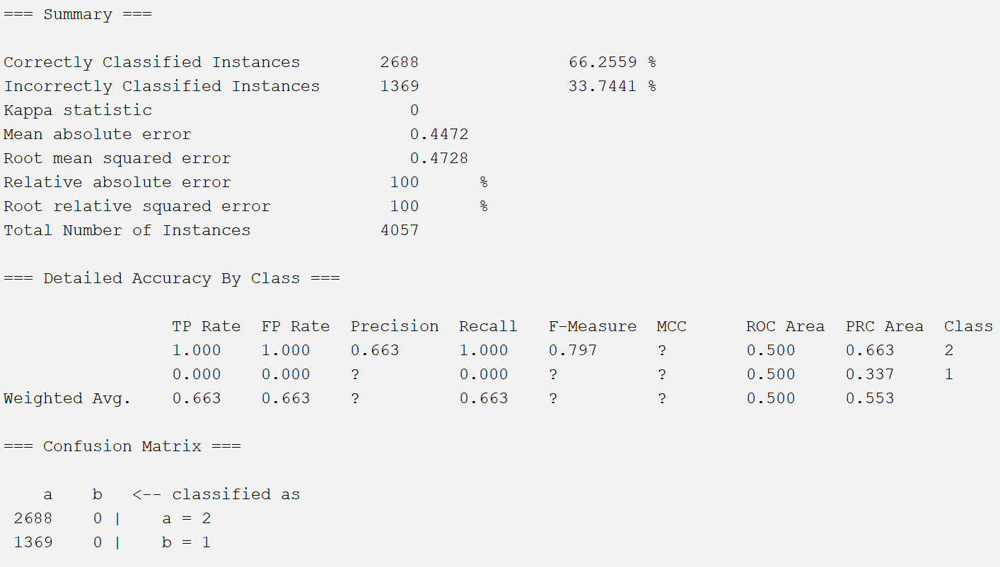 === Summary ===
Correctly Classified Instances 2688 66.2559 %
Incorrectly Classified Instances 1369 33.7441 %
Kappa statistic 0
Mean absolute error 0.4472
Root mean squared error 0.4728
Relative absolute error 100 %
Root relative squared error 100 %
Total Number of Instances 4057
=== Detailed Accuracy By Class ===
TP Rate FP Rate Precision Recall F-Measure MCC ROC Area PRC Area Class
1.000 1.000 0.663 1.000 0.797 ? 0.500 0.663 2
0.000 0.000 ? 0.000 ? ? 0.500 0.337 1
Weighted Avg. 0.663 0.663 ? 0.663 ? ? 0.500 0.553
=== Confusion Matrix ===
a b <-- classified as
2688 0 | a = 2
1369 0 | b = 1